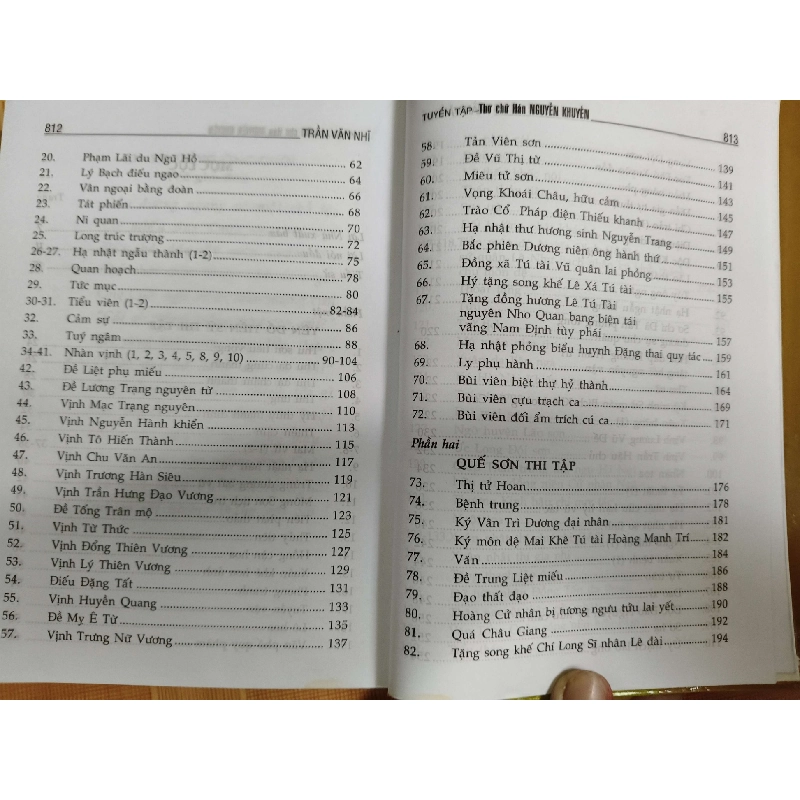 812 TRẦN VĂN NHĨ
20. Phạm Lãi du Ngũ Hồ 62
21. Lý Bạch điếu ngao 64
22. Văn ngoại bằng đoàn 66
23. Tát phiến 68
24. Ni quan 70
25. Long trúc trượng 72
26-27. Hạ nhật ngẫu thành (1-2) 75
28. Quan hoạch 78
29. Tức mục 80
30-31. Tiểu viên (1-2) 82-84
32. Cảm sự 86
33. Tuý ngâm 88
34-41. Nhàn vịnh (1, 2, 3, 4, 5, 8, 9, 10) 90-104
42. Đề Liệt phụ miếu 106
43. Đề Lương Trạng nguyên từ 108
44. Vịnh Mạc Trạng nguyên 110
45. Vịnh Nguyễn Hành khiển 113
46. Vịnh Tô Hiến Thành 115
47. Vịnh Chu Văn An 117
48. Vịnh Trương Hàn Siêu 119
49. Vịnh Trần Hưng Đạo Vương 121
50. Đề Tống Trân mộ 123
51. Vịnh Từ Thức 125
52. Vịnh Đổng Thiên Vương 127
53. Vịnh Lý Thiên Vương 129
54. Điếu Đặng Tất 131
55. Vịnh Huyền Quang 133
56. Đề Mỵ Ê Từ 135
57. Vịnh Trưng Nữ Vương 137
TUYỂN TẬP Thơ chữ Hán NGUYỄN KHUYẾN 813
58. Tản Viên sơn 139
59. Đề Vũ Thị từ 141
60. Miêu tử sơn 143
61. Vọng Khoái Châu, hữu cảm 145
62. Trào Cổ Pháp điện Thiếu khanh 147
63. Hạ nhật thư hương sinh Nguyễn Trang 149
64. Bắc phiên Dương niên ông hành thứ 151
65. Đồng xã Tú tài Vũ quân lai phỏng 153
66. Hý tặng song khế Lê Xá Tú tài 155
67. Tặng đồng hương Lê Tú Tài
nguyên Nho Quan bang biện tái
vãng Nam Định tùy phái 157
68. Hạ nhật phỏng biểu huynh Đặng thai quy tác 159
69. Ly phụ hành 161
70. Bùi viên biệt thự hỷ thành 164
71. Bùi viên cựu trạch ca 169
72. Bùi viên đối ẩm trích cú ca 171
Phần hai
QUẾ SƠN THI TẬP
73. Thị tử Hoan 176
74. Bệnh trung 178
75. Ký Vân Trì Dương đại nhân 181
76. Ký môn đệ Mai Khê Tú tài Hoàng Mạnh Trí 182
77. Văn 184
78. Đề Trung Liệt miếu 186
79. Đạo thất đạo 188
80. Hoàng Cử nhân bị tương ngưu tửu lai yết 190
81. Quá Châu Giang 192
82. Tặng song khế Chí Long Sĩ nhân Lê đài 194